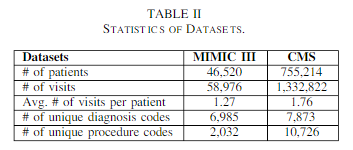 TABLE II
STATISTICS OF DATASETS.
Datasets MIMIC III CMS
# of patients 46,520 755,214
# of visits 58,976 1,332,822
Avg. # of visits per patient 1.27 1.76
# of unique diagnosis codes 6,985 7,873
# of unique procedure codes 2,032 10,726